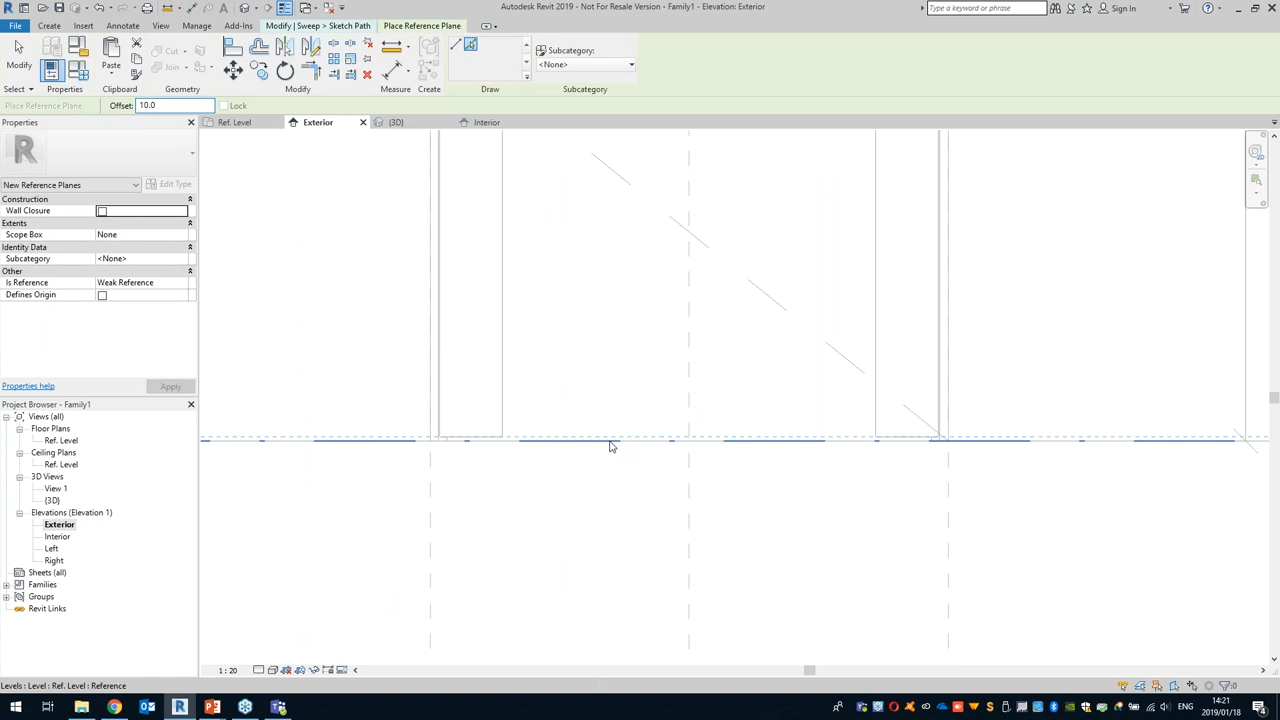 Autodesk Revit 2019 - Not For Resale Version - Family1 - Elevation: Exterior
Type a keyword or phrase
Sign In
File
Create
Insert
Annotate
View
Manage
Add-Ins
Modify | Sweep > Sketch Path
Place Reference Plane
Modify
Paste
Cut
Join
Subcategory:
<None>
Select
Properties
Clipboard
Geometry
Modify
Measure
Create
Draw
Subcategory
Place Reference Plane
Offset: 10.0
Lock
Properties
Ref. Level
Exterior
{3D}
Interior
R
New Reference Planes
Edit Type
Construction
Wall Closure
Extents
Scope Box None
Identity Data
Subcategory <None>
Other
Is Reference Weak Reference
Defines Origin
Properties help
Apply
Project Browser - Family1
Views (all)
Floor Plans
Ref. Level
Ceiling Plans
Ref. Level
3D Views
View 1
{3D}
Elevations (Elevation 1)
Exterior
Interior
Left
Right
Sheets (all)
Families
Groups
Revit Links
1 : 20
Levels : Level : Ref. Level : Reference
:0
14:21
2019/01/18